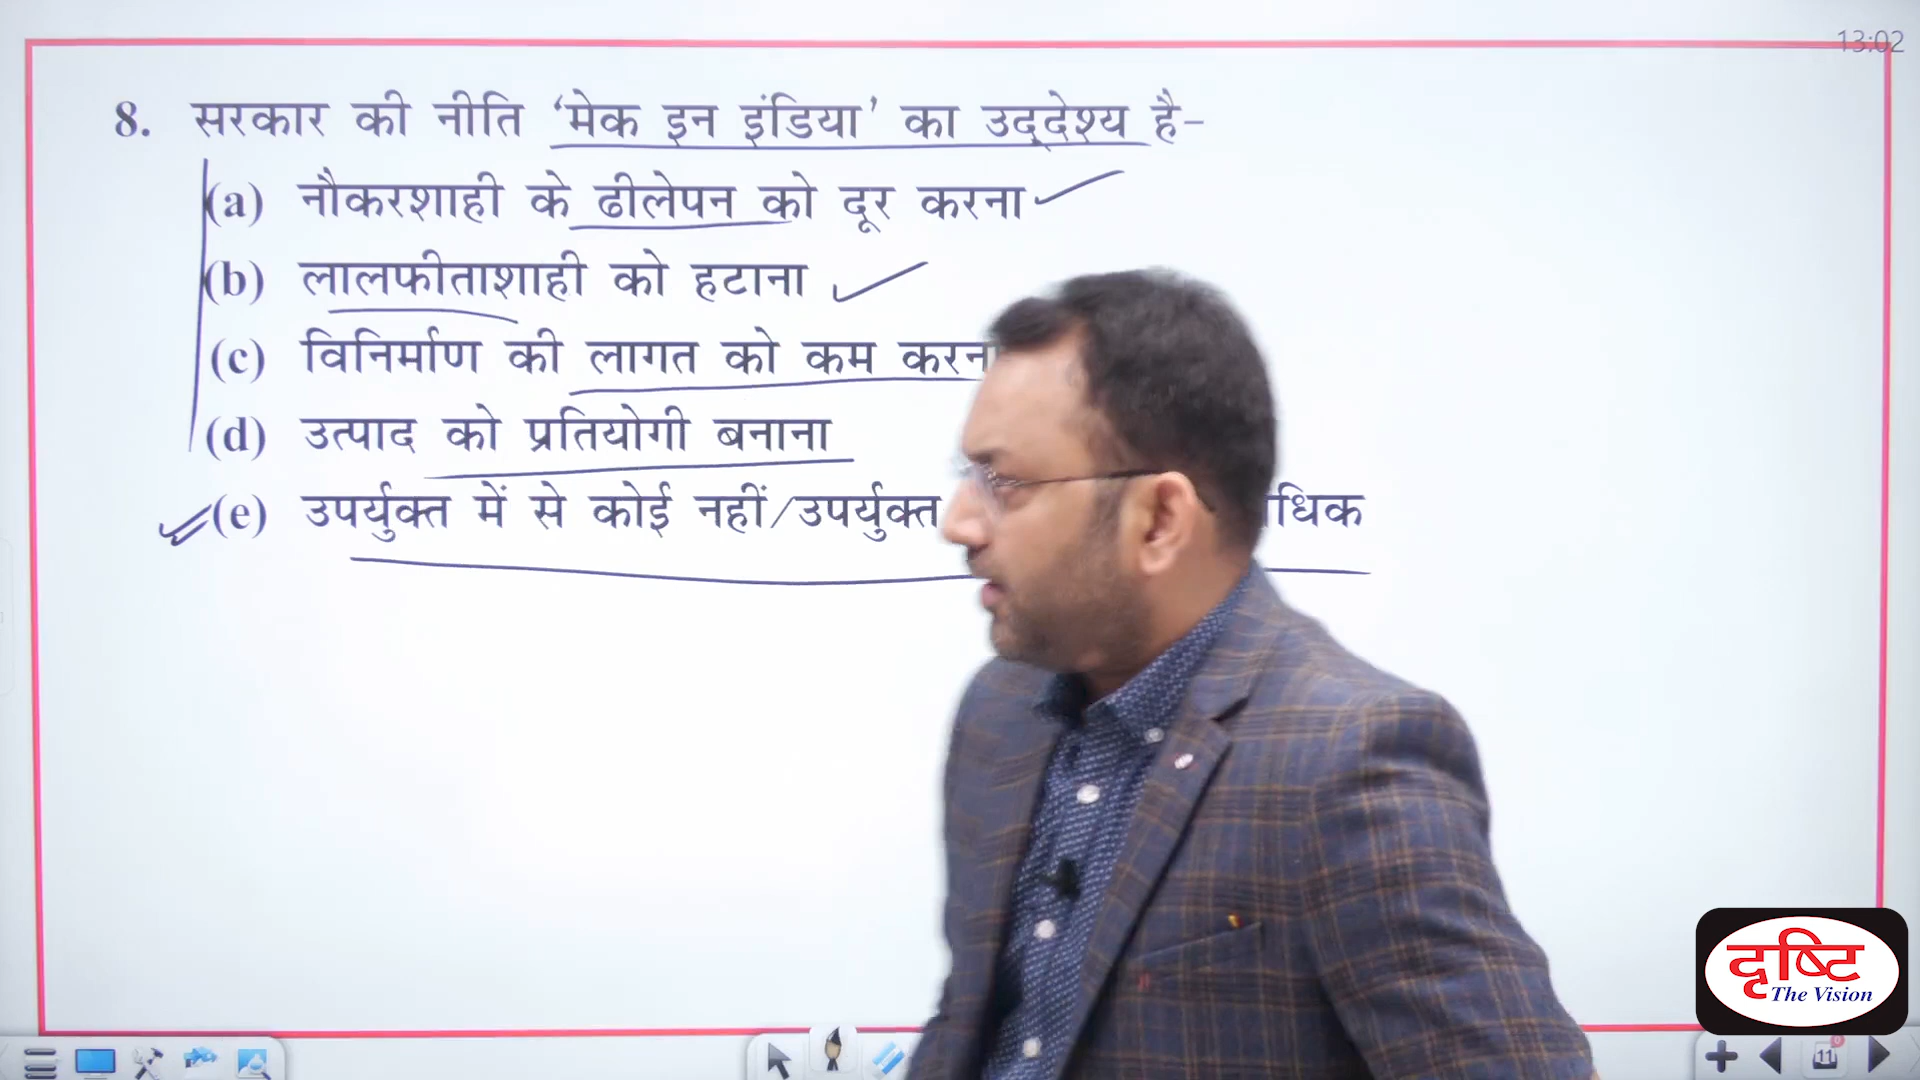 13:02
8. सरकार की नीति ‘मेक इन इंडिया’ का उद्देश्य है-
(a) नौकरशाही के ढीलेपन को दूर करना
(b) लालफीताशाही को हटाना
(c) विनिर्माण की लागत को कम
(d) उत्पाद को प्रतियोगी बनाना
(e) उपर्युक्त में से कोई नहीं/उपर्युक्त
दृष्टि
The Vision
11